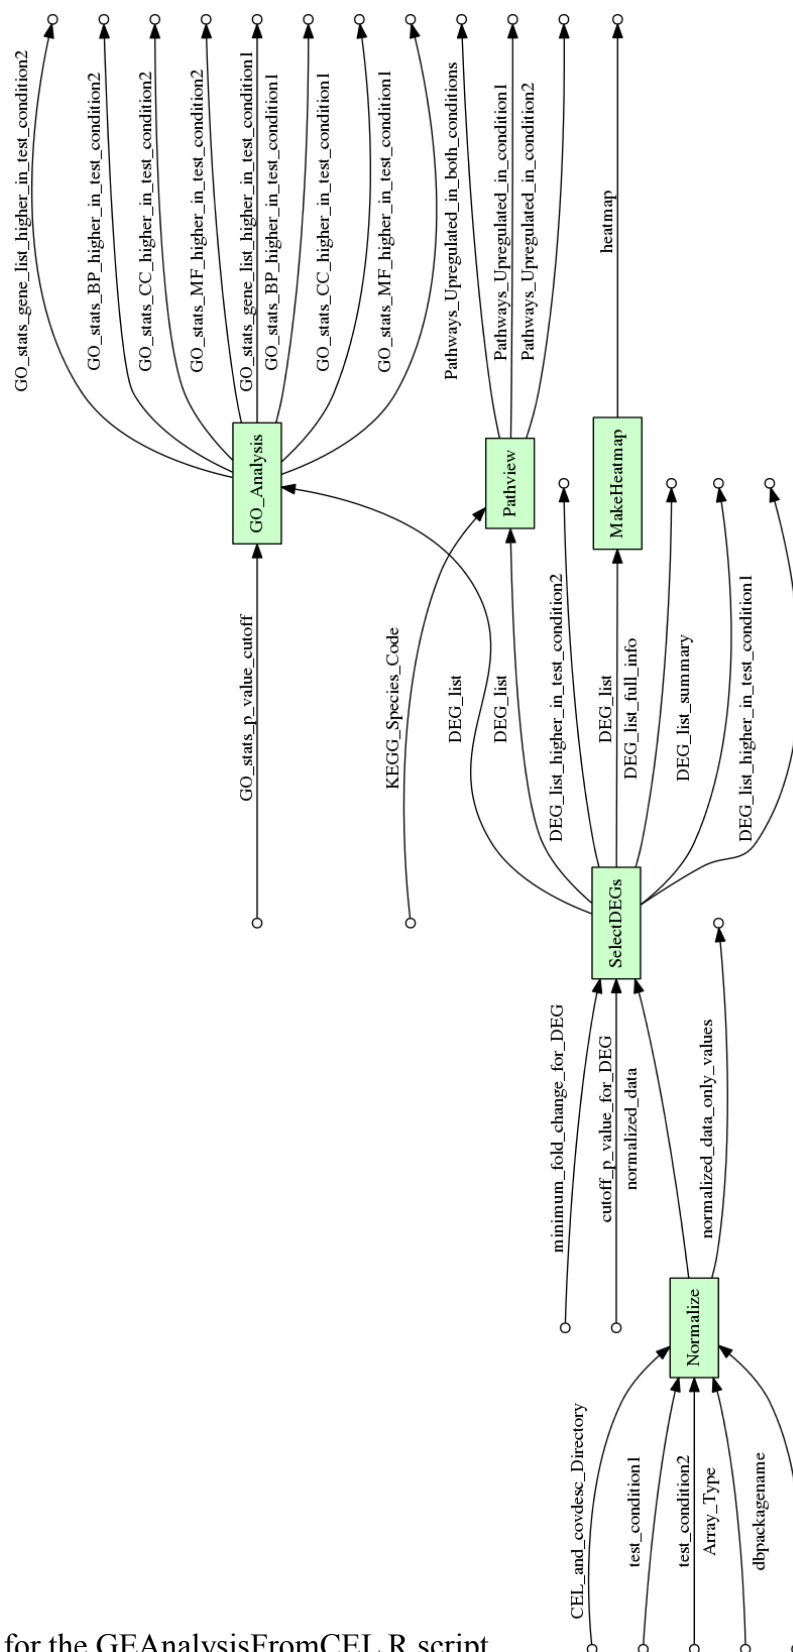 GO_stats_gene_list_higher_in_test_condition2
GO_stats_BP_higher_in_test_condition2
GO_stats_CC_higher_in_test_condition2
GO_stats_MF_higher_in_test_condition2
GO_stats_gene_list_higher_in_test_condition1
GO_stats_BP_higher_in_test_condition1
GO_stats_CC_higher_in_test_condition1
GO_stats_MF_higher_in_test_condition1
Pathways_Upregulated_in_both_conditions
Pathways_Upregulated_in_condition1
Pathways_Upregulated_in_condition2
heatmap
GO_Analysis
Pathview
MakeHeatmap
GO_stats_p_value_cutoff
KEGG_Species_Code
DEG_list
DEG_list
DEG_list_higher_in_test_condition2
DEG_list
DEG_list_full_info
DEG_list_summary
DEG_list_higher_in_test_condition1
SelectDEGs
minimum_fold_change_for_DEG
cutoff_p_value_for_DEG
normalized_data
normalized_data_only_values
Normalize
CEL_and_covdesc_Directory
test_condition1
test_condition2
Array_Type
dbpackagename
for the GEAnalysisFromCEL.R script